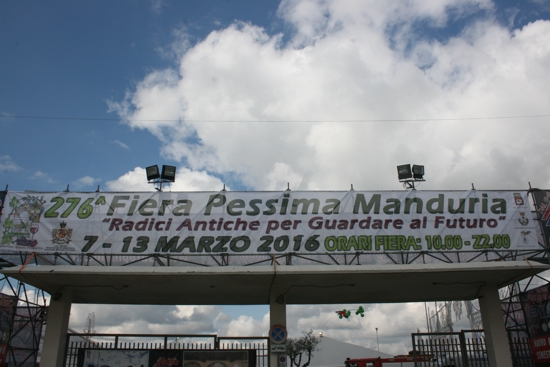 276ª Fiera Pessima Manduria
"Radici Antiche per Guardare al Futuro"
7 - 13 MARZO 2016 ORARI FIERA: 10.00 - 22.00